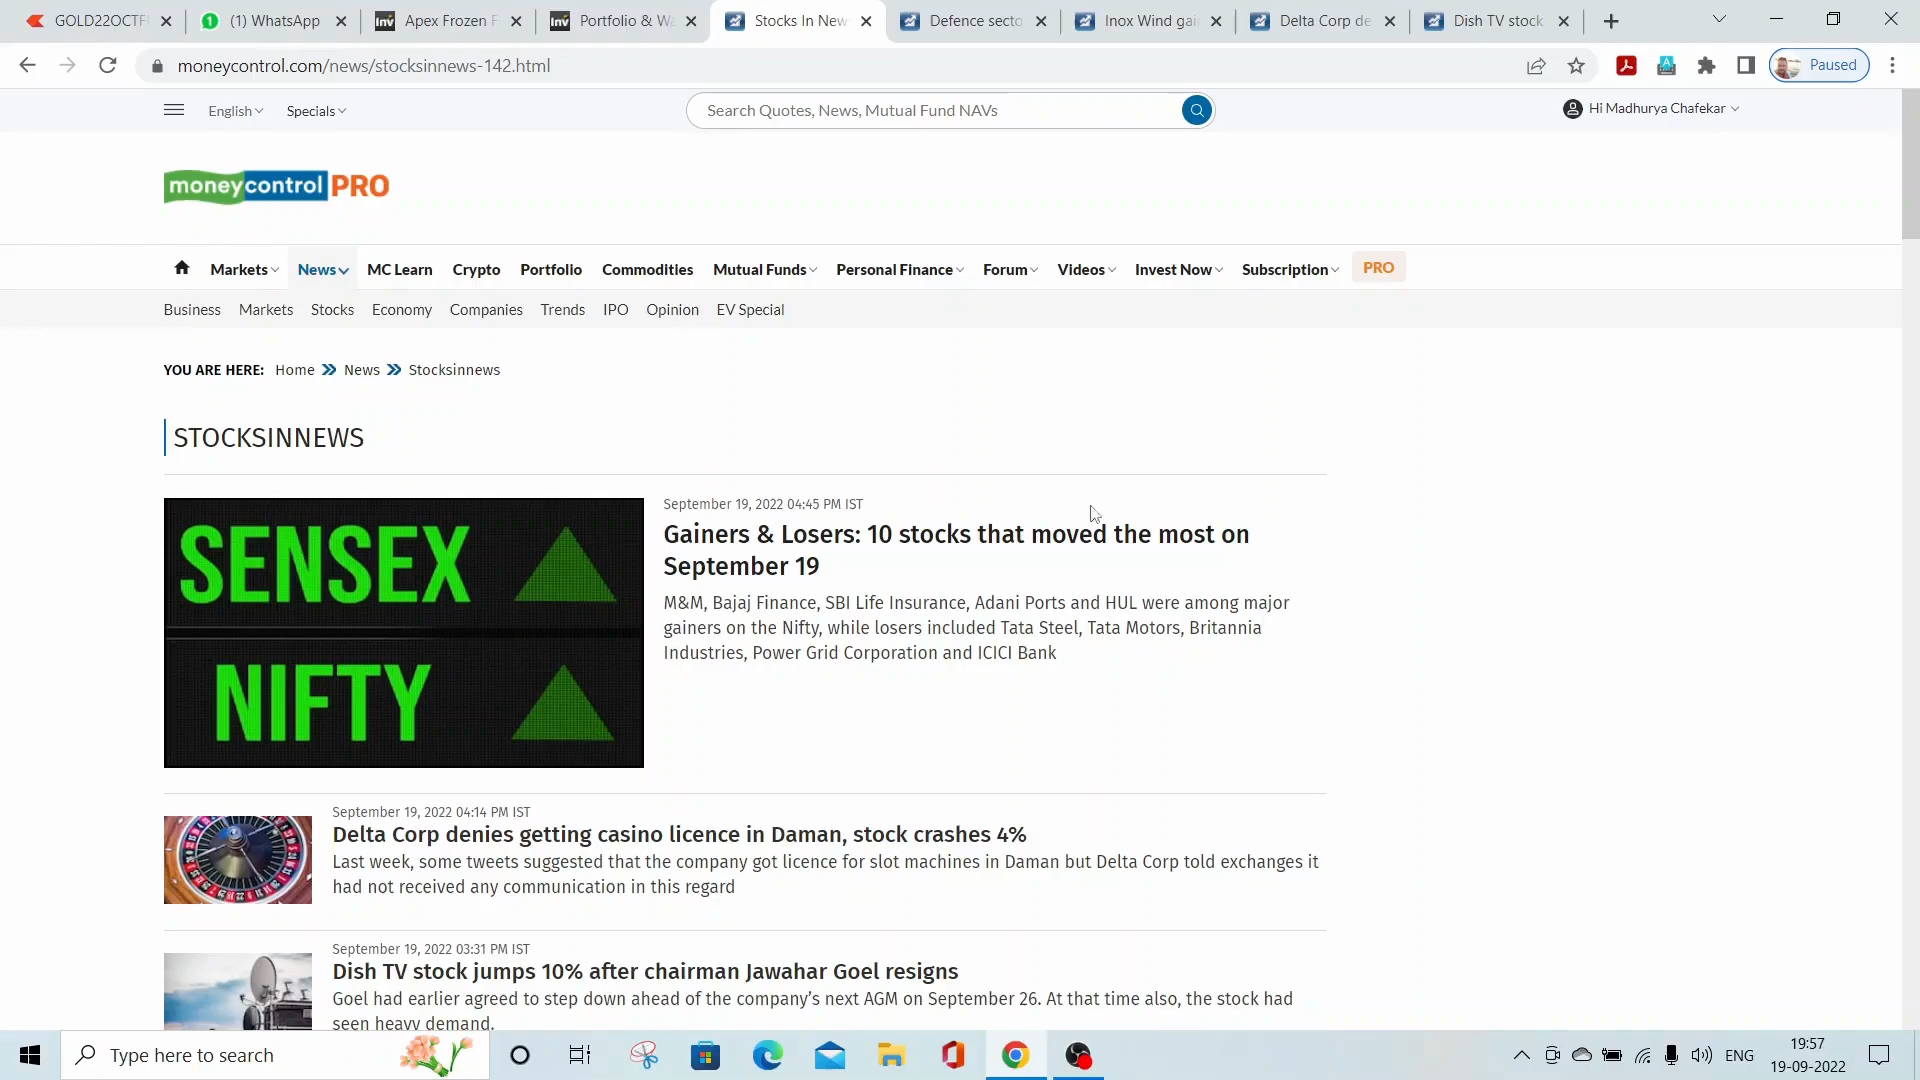 GOLD22OCTF
(1) WhatsApp
Apex Frozen F
Portfolio & Wa
Stocks In New
Defence secto
Inox Wind gai
Delta Corp de
Dish TV stock
moneycontrol.com/news/stocksinnews-142.html
Paused
English
Specials
Search Quotes, News, Mutual Fund NAVs
Hi Madhurya Chafekar
moneycontrol PRO
Markets
News
MC Learn
Crypto
Portfolio
Commodities
Mutual Funds
Personal Finance
Forum
Videos
Invest Now
Subscription
PRO
Business
Markets
Stocks
Economy
Companies
Trends
IPO
Opinion
EV Special
YOU ARE HERE: Home News Stocksinnews
STOCKSINNEWS
SENSEX
NIFTY
September 19, 2022 04:45 PM IST
Gainers & Losers: 10 stocks that moved the most on
September 19
M&M, Bajaj Finance, SBI Life Insurance, Adani Ports and HUL were among major
gainers on the Nifty, while losers included Tata Steel, Tata Motors, Britannia
Industries, Power Grid Corporation and ICICI Bank
September 19, 2022 04:14 PM IST
Delta Corp denies getting casino licence in Daman, stock crashes 4%
Last week, some tweets suggested that the company got licence for slot machines in Daman but Delta Corp told exchanges it
had not received any communication in this regard
September 19, 2022 03:31 PM IST
Dish TV stock jumps 10% after chairman Jawahar Goel resigns
Goel had earlier agreed to step down ahead of the company's next AGM on September 26. At that time also, the stock had
seen heavy demand.
Type here to search
ENG
19:57
19-09-2022